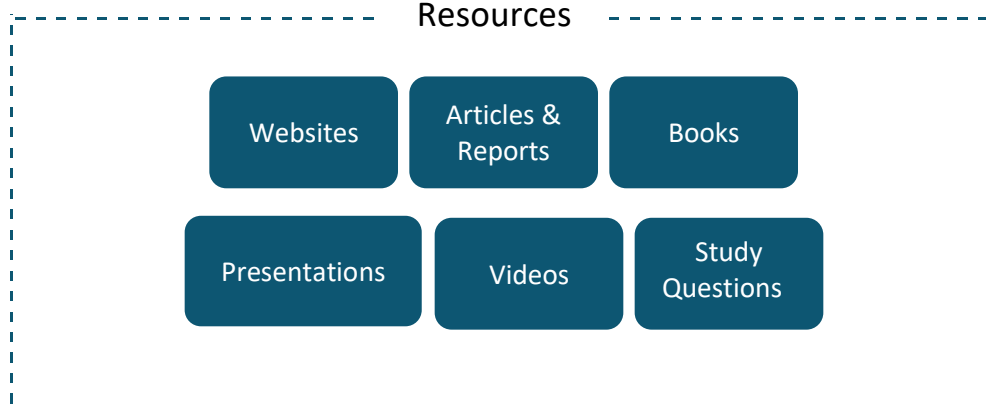 Resources
Websites
Articles &
Reports
Books
Presentations
Videos
Study
Questions